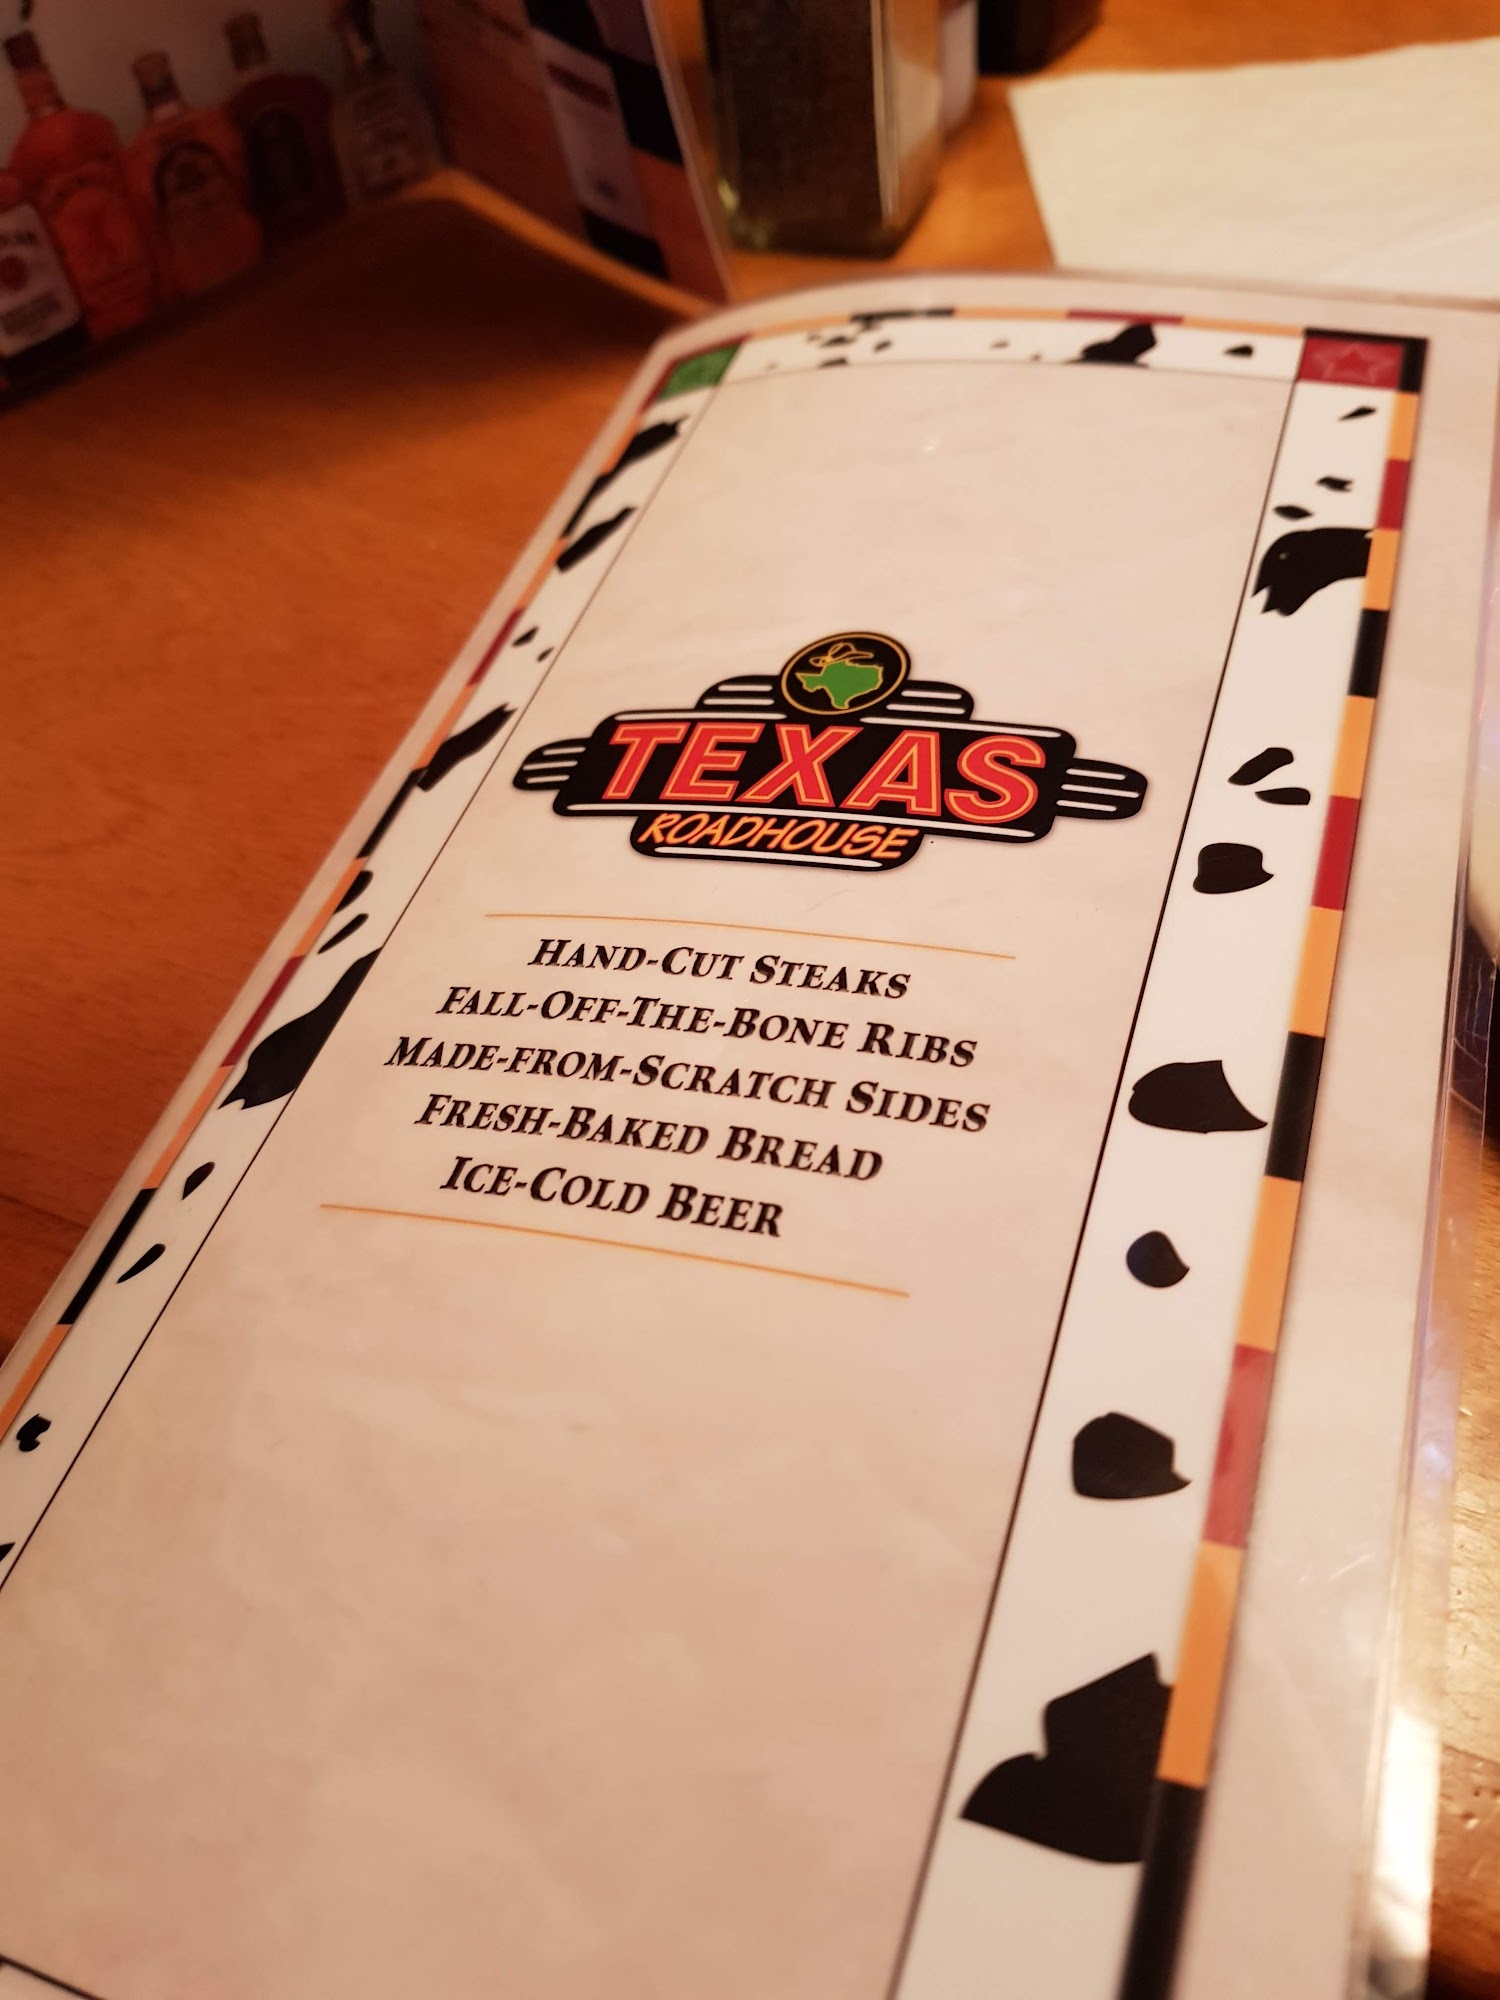 TEXAS
ROADHOUSE
HAND-CUT STEAKS
FALL-OFF-THE-BONE RIBS
MADE-FROM-SCRATCH SIDES
FRESH-BAKED BREAD
ICE-COLD BEER